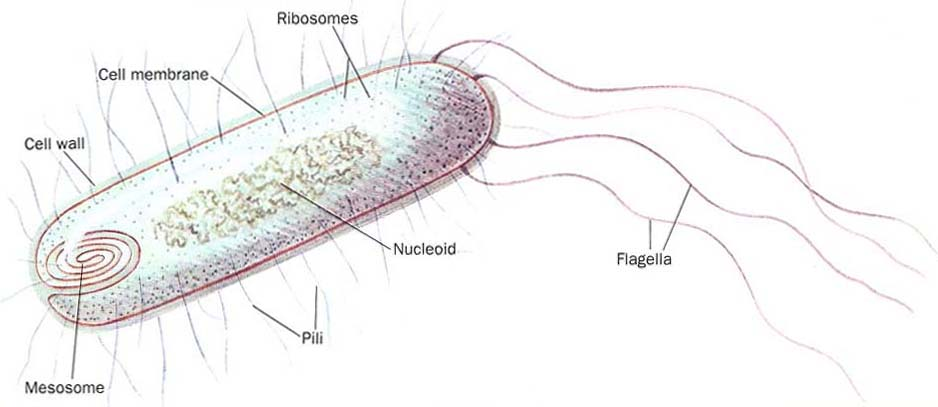 Ribosomes
Cell membrane
Cell wall
Nucleoid
Flagella
Pili
Mesosome